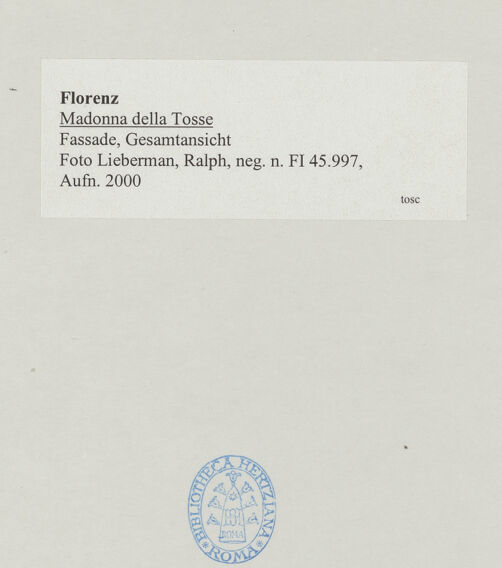 Florenz
Madonna della Tosse
Fassade, Gesamtansicht
Foto Lieberman, Ralph, neg. n. FI 45.997,
Aufn. 2000
tosc
BIBLIOTHECA HERTZIANA
ROMA
* ROMA *